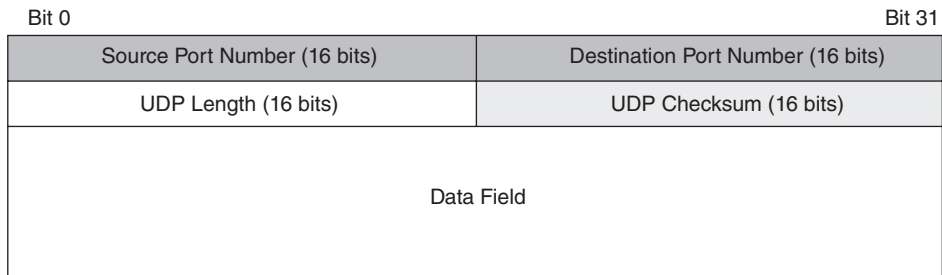 Bit 0 Bit 31
Source Port Number (16 bits) Destination Port Number (16 bits)
UDP Length (16 bits) UDP Checksum (16 bits)
Data Field